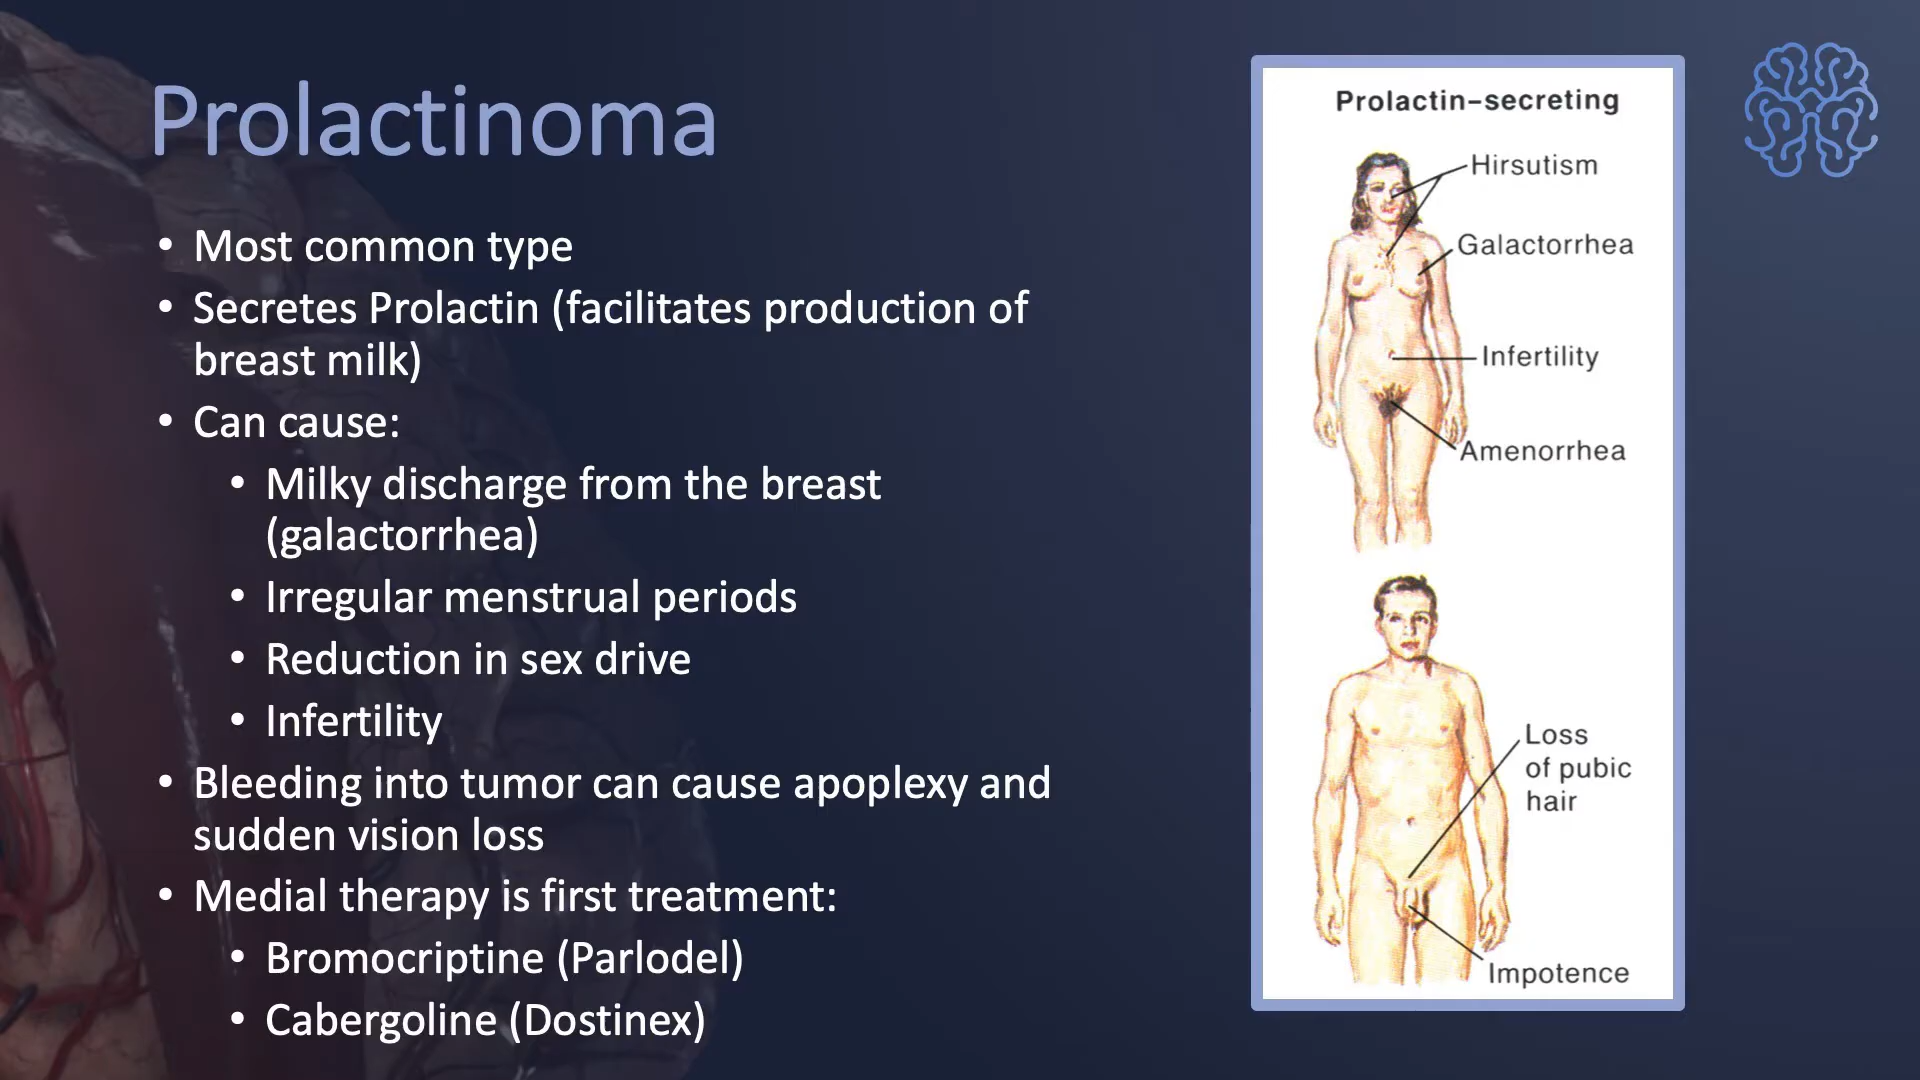 Prolactinoma
• Most common type
• Secretes Prolactin (facilitates production of
breast milk)
• Can cause:
• Milky discharge from the breast
(galactorrhea)
• Irregular menstrual periods
• Reduction in sex drive
• Infertility
• Bleeding into tumor can cause apoplexy and
sudden vision loss
• Medial therapy is first treatment:
• Bromocriptine (Parlodel)
• Cabergoline (Dostinex)
Prolactin-secreting
Hirsutism
Galactorrhea
Infertility
Amenorrhea
Loss
of pubic
hair
Impotence